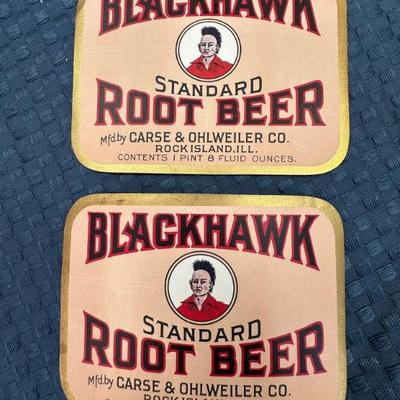 BLACKHAWK
STANDARD
ROOT BEER
Mfd.by CARSE & OHLWEILER CO.
ROCK ISLAND, ILL.
CONTENTS 1 PINT 8 FLUID OUNCES.
BLACKHAWK
STANDARD
ROOT BEER
Mfd.by CARSE & OHLWEILER CO.